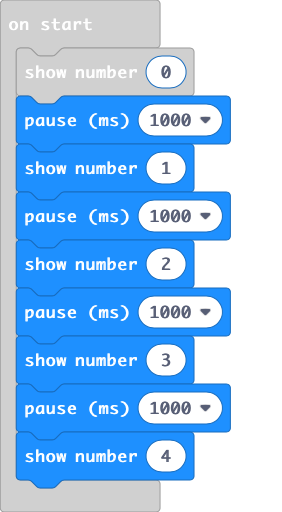 on start
show number 0
pause (ms) 1000
show number 1
pause (ms) 1000
show number 2
pause (ms) 1000
show number 3
pause (ms) 1000
show number 4